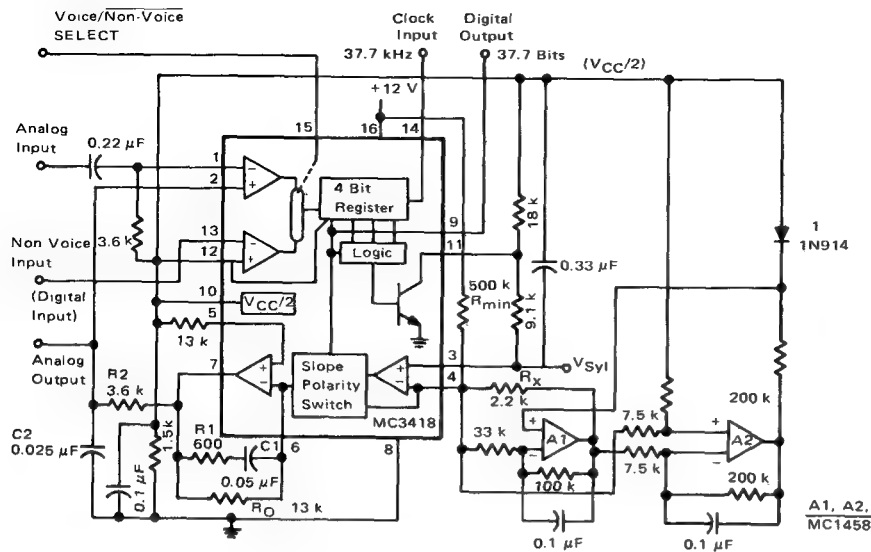 Voice/Non-Voice
SELECT
Clock
Input
37.7 kHz
Digital
Output
37.7 Bits
(VCC/2)
+12 V
15
16
14
Analog
Input
0.22 µF
1
2
4 Bit
Register
9
18 k
1
1N914
3.6 k
13
12
11
Non Voice
Input
(Digital
Input)
Logic
0.33 µF
10
VCC/2
500 k
Rmin
9.1 k
5
13 k
Analog
Output
7
Slope
Polarity
Switch
3
4
VSyl
R2
3.6 k
MC3418
RX
2.2 k
200 k
C2
0.025 µF
1.5k
R1
600
C1
0.05 µF
6
8
33 k
+
−
A1
7.5 k
7.5 k
+
−
A2
100 k
200 k
0.1 µF
RO
13 k
0.1 µF
0.1 µF
A1, A2,
MC1458